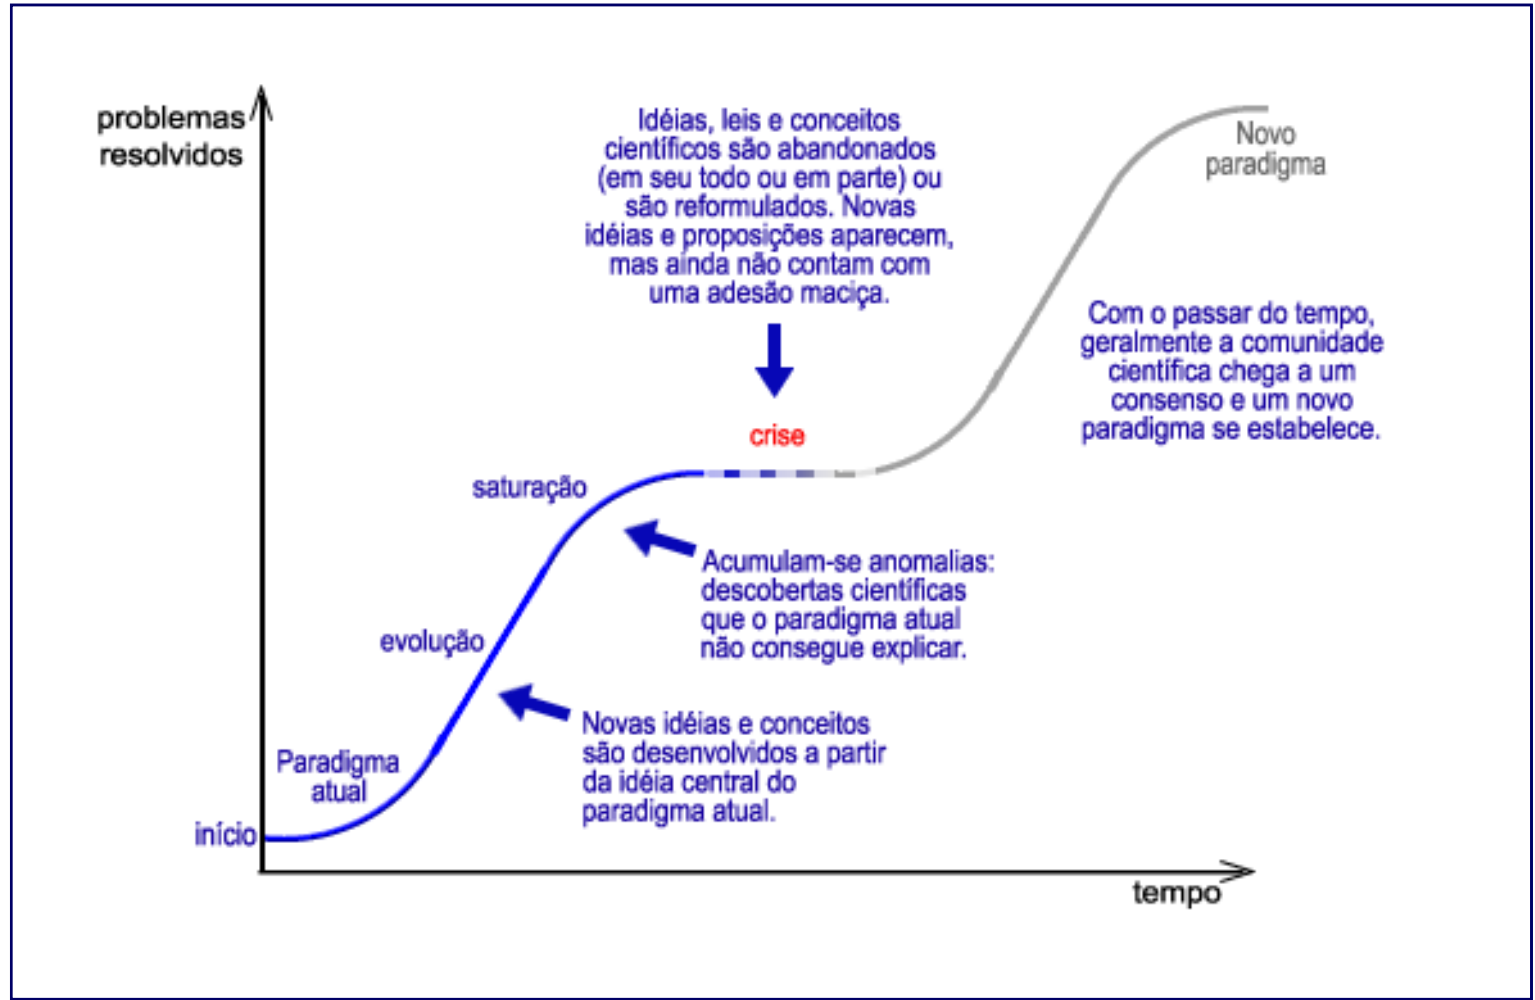 problemas
resolvidos
Idéias, leis e conceitos
científicos são abandonados
(em seu todo ou em parte) ou
são reformulados. Novas
idéias e proposições aparecem,
mas ainda não contam com
uma adesão maciça.
Novo
paradigma
Com o passar do tempo,
geralmente a comunidade
científica chega a um
consenso e um novo
paradigma se estabelece.
crise
saturação
Acumulam-se anomalias:
descobertas científicas
que o paradigma atual
não consegue explicar.
evolução
Novas idéias e conceitos
são desenvolvidos a partir
da idéia central do
paradigma atual.
Paradigma
atual
início
tempo